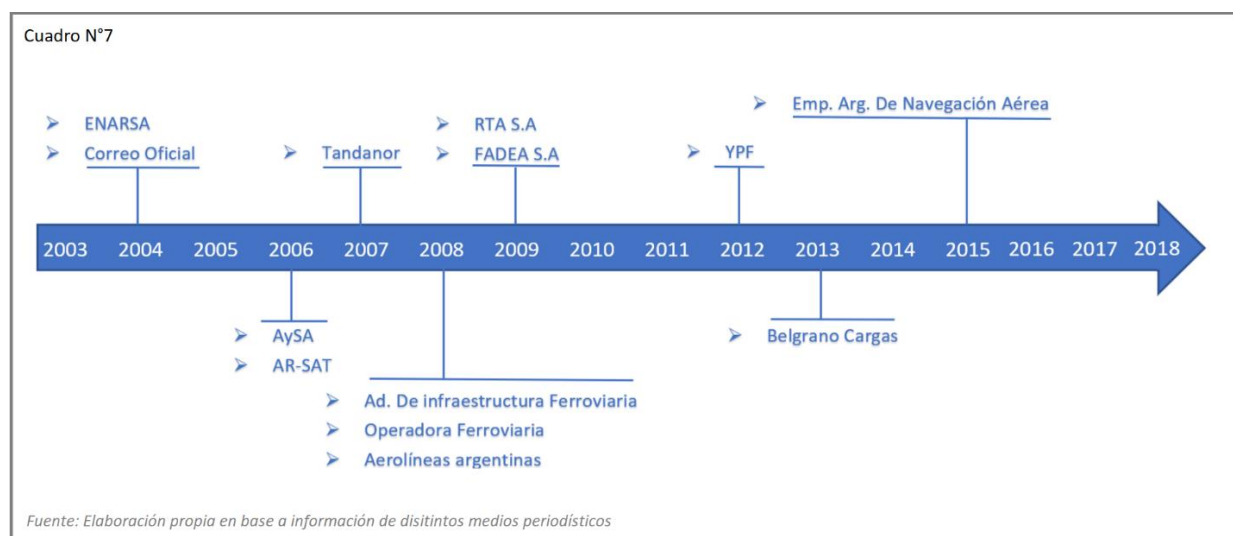 Cuadro N°7
Emp. Arg. De Navegación Aérea
ENARSA
Correo Oficial
Tandanor
RTA S.A
FADEA S.A
YPF
2003 2004 2005 2006 2007 2008 2009 2010 2011 2012 2013 2014 2015 2016 2017 2018
AySA
AR-SAT
Belgrano Cargas
Ad. De infraestructura Ferroviaria
Operadora Ferroviaria
Aerolíneas argentinas
Fuente: Elaboración propia en base a información de disitintos medios periodísticos